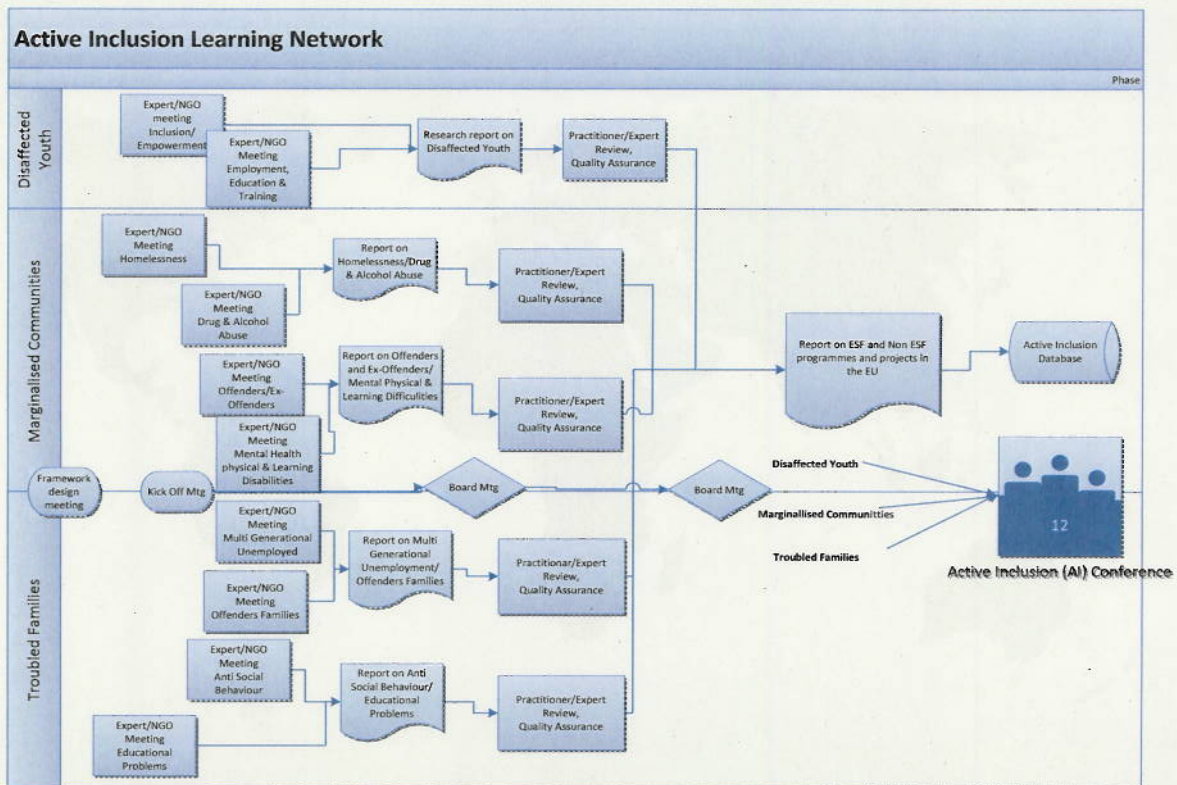 Active Inclusion Learning Network
Phase
Disaffected
Youth
Expert/NGO
meeting
Inclusion/
Empowerment
Expert/NGO
Meeting
Employment,
Education &
Training
Research report on
Disaffected Youth
Practitioner/Expert
Review,
Quality Assurance
Marginalised Communities
Expert/NGO
Meeting
Homelessness
Expert/NGO
Meeting
Drug & Alcohol
Abuse
Report on
Homelessness/Drug
& Alcohol Abuse
Practitioner/Expert
Review,
Quality Assurance
Expert/NGO
Meeting
Offenders/Ex-
Offenders
Expert/NGO
Meeting
Mental Health
physical & Learning
Disabilities
Report on Offenders
and Ex-Offenders/
Mental Physical &
Learning Difficulities
Practitioner/Expert
Review,
Quality Assurance
Report on ESF and Non ESF
programmes and projects in
the EU
Active Inclusion
Database
Framework
design
meeting
Kick Off Mtg
Board Mtg
Board Mtg
Disaffected Youth
Marginallised Communities
Troubled Families
12
Active Inclusion (AI) Conference
Troubled Families
Expert/NGO
Meeting
Multi Generational
Unemployed
Expert/NGO
Meeting
Offenders Families
Report on Multi
Generational
Unemployment/
Offenders Families
Practitionar/Expert
Review,
Quality Assurance
Expert/NGO
Meeting
Anti Social
Behaviour
Expert/NGO
Meeting
Educational
Problems
Report on Anti
Social Behaviour/
Educational
Problems
Practitioner/Expert
Review,
Quality Assurance